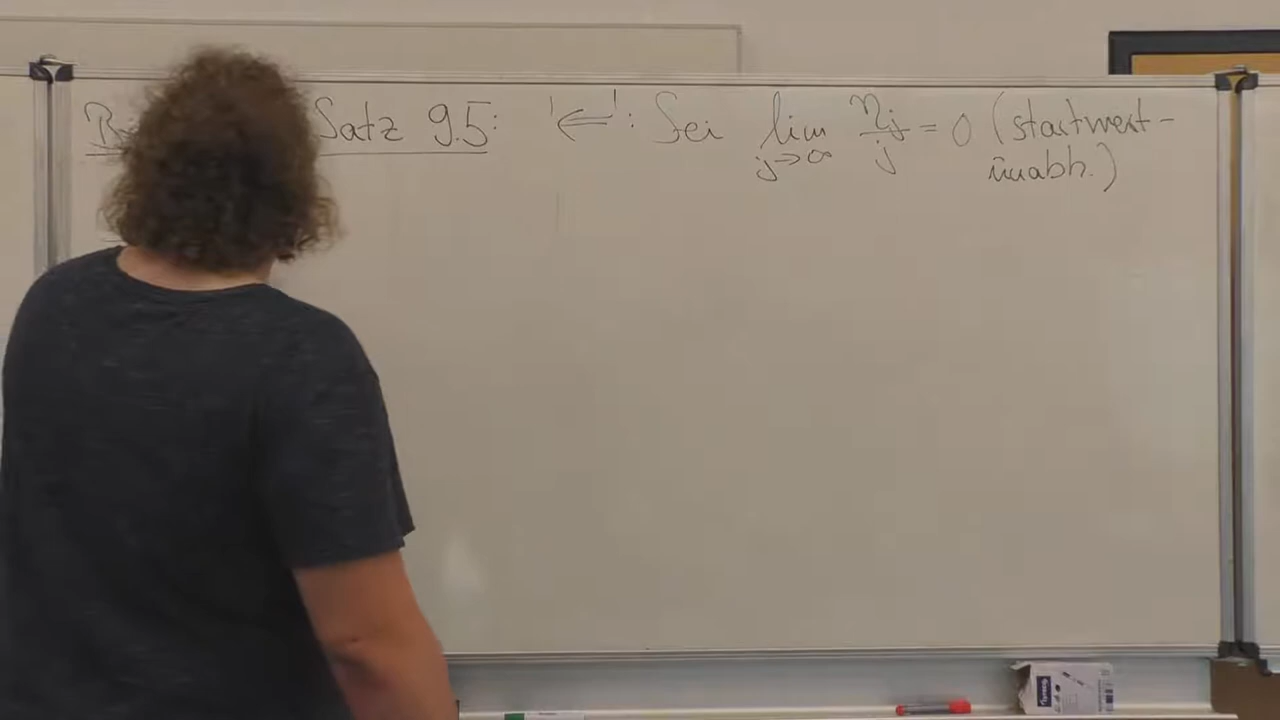 Satz 9.5: '⇐': Sei lim_{j→∞} η_j/j = 0 (startwert-
unabh.)